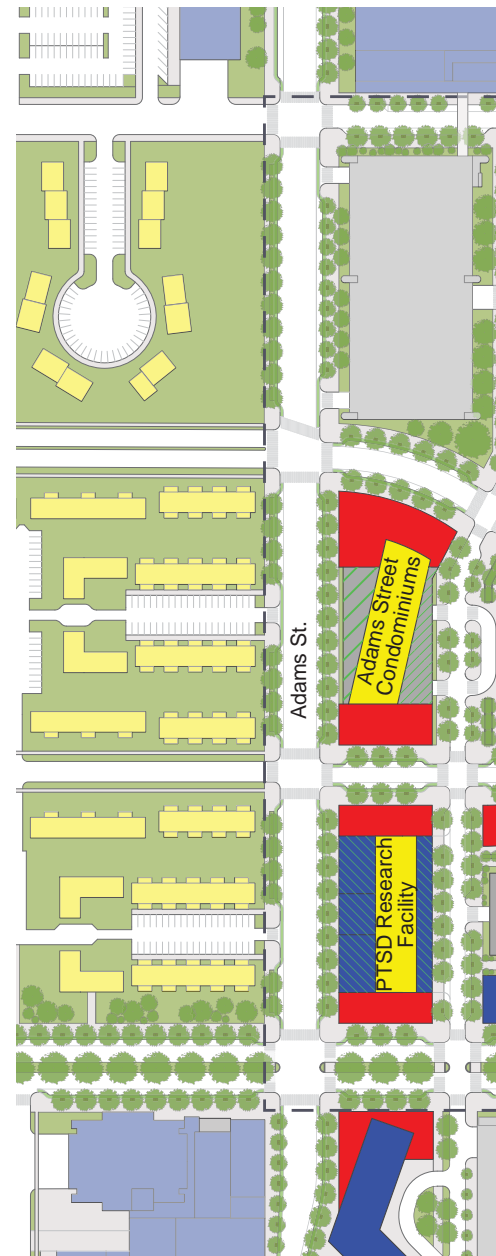 Adams Street
Condominiums
Adams St.
PTSD Research
Facility